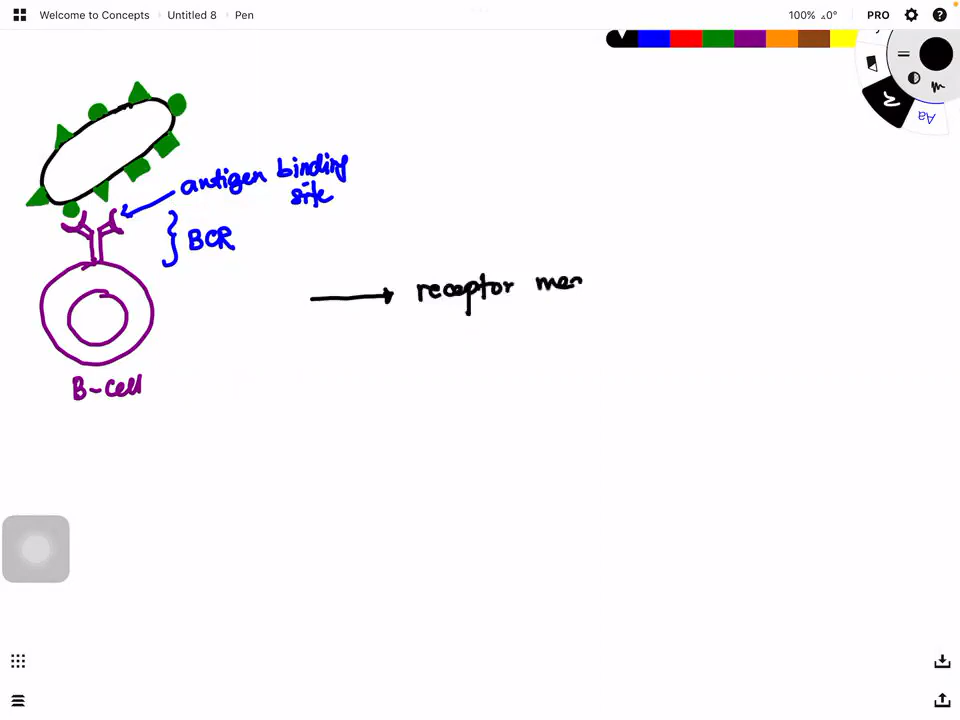 Welcome to Concepts Untitled 8 Pen
100% 0° PRO
Aa
antigen binding
site
BCR
receptor mer
B-cell